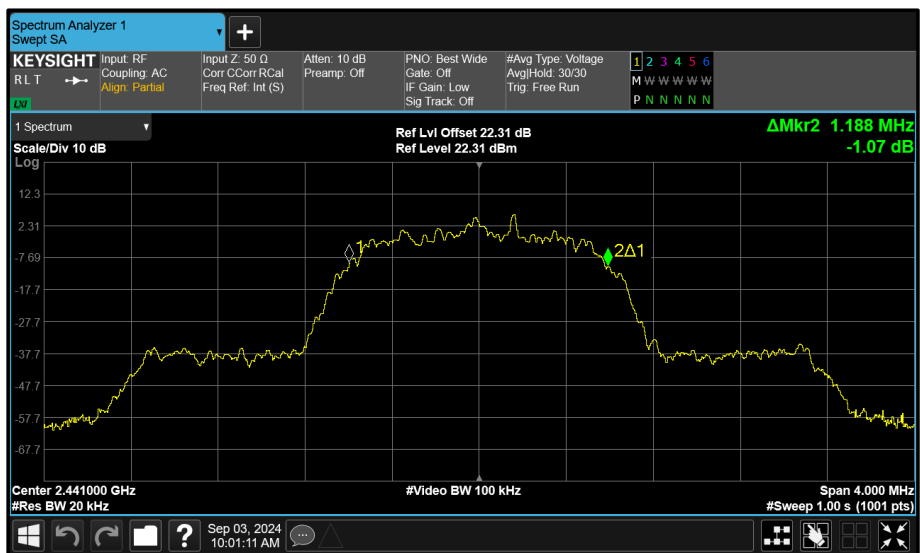 Spectrum Analyzer 1
Swept SA
+
KEYSIGHT
R L T
LXI
Input: RF
Coupling: AC
Align: Partial
Input Z: 50 Ω
Corr CCorr RCal
Freq Ref: Int (S)
Atten: 10 dB
Preamp: Off
PNO: Best Wide
Gate: Off
IF Gain: Low
Sig Track: Off
#Avg Type: Voltage
Avg|Hold: 30/30
Trig: Free Run
1 2 3 4 5 6
M W W W W W
P N N N N N
1 Spectrum
Scale/Div 10 dB
Log
Ref Lvl Offset 22.31 dB
Ref Level 22.31 dBm
ΔMkr2 1.188 MHz
-1.07 dB
12.3
2.31
-7.69
-17.7
-27.7
-37.7
-47.7
-57.7
-67.7
1
2Δ1
Center 2.441000 GHz
#Res BW 20 kHz
#Video BW 100 kHz
Span 4.000 MHz
#Sweep 1.00 s (1001 pts)
?
Sep 03, 2024
10:01:11 AM